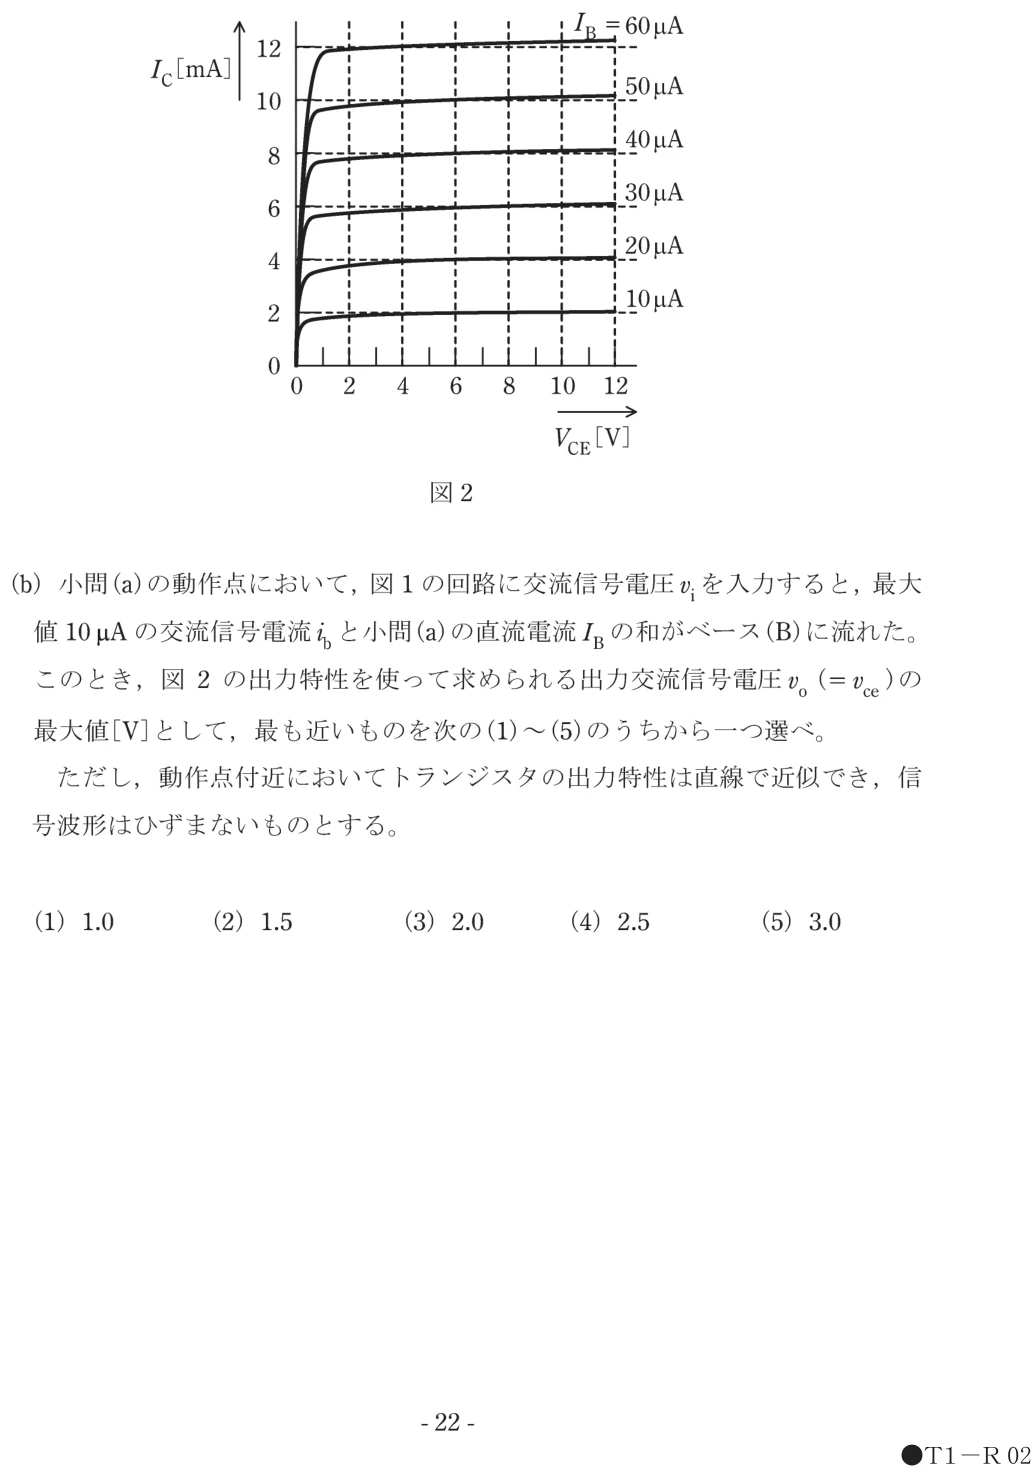 I_B = 60 μA
12
I_C [mA]
50 μA
10
40 μA
8
30 μA
6
20 μA
4
10 μA
2
0
0 2 4 6 8 10 12
V_CE [V]
図 2
(b) 小問(a)の動作点において，図 1 の回路に交流信号電圧 v_i を入力すると，最大
値 10 μA の交流信号電流 i_b と小問(a)の直流電流 I_B の和がベース(B)に流れた。
このとき，図 2 の出力特性を使って求められる出力交流信号電圧 v_o (= v_ce)の
最大値[V]として，最も近いものを次の(1)～(5)のうちから一つ選べ。
ただし，動作点付近においてトランジスタの出力特性は直線で近似でき，信
号波形はひずまないものとする。
(1) 1.0 (2) 1.5 (3) 2.0 (4) 2.5 (5) 3.0
- 22 -
●T1－R 02